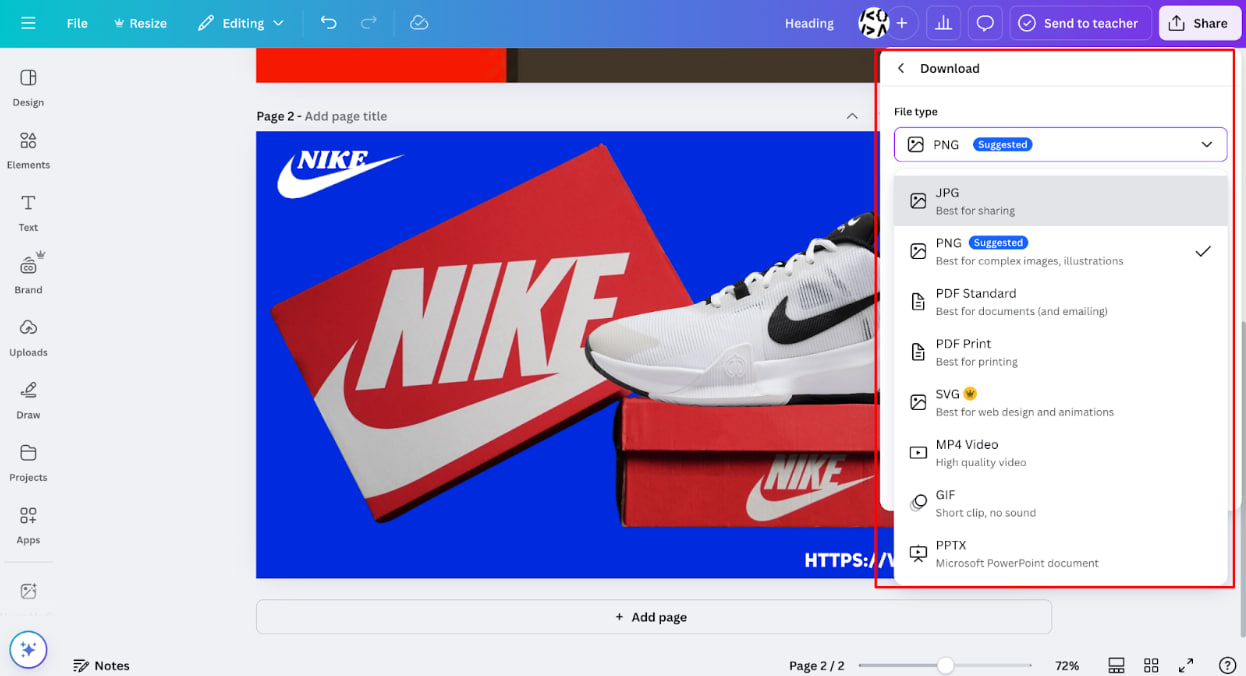 File
Resize
Editing
Heading
Send to teacher
Share
Design
Elements
Text
Brand
Uploads
Draw
Projects
Apps
Page 2 - Add page title
NIKE
NIKE
NIKE
HTTPS://
Download
File type
PNG Suggested
JPG
Best for sharing
PNG Suggested
Best for complex images, illustrations
PDF Standard
Best for documents (and emailing)
PDF Print
Best for printing
SVG
Best for web design and animations
MP4 Video
High quality video
GIF
Short clip, no sound
PPTX
Microsoft PowerPoint document
+ Add page
Notes
Page 2 / 2
72%